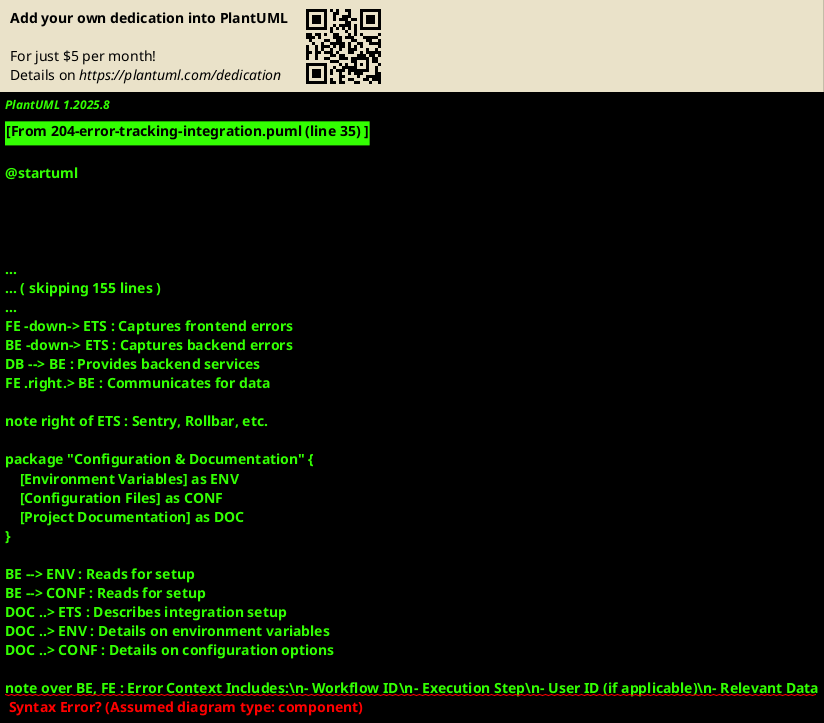 Add your own dedication into PlantUML
For just $5 per month!
Details on https://plantuml.com/dedication
PlantUML 1.2025.8
[From 204-error-tracking-integration.puml (line 35) ]
@startuml
...
... ( skipping 155 lines )
...
FE -down-> ETS : Captures frontend errors
BE -down-> ETS : Captures backend errors
DB --> BE : Provides backend services
FE .right.> BE : Communicates for data
note right of ETS : Sentry, Rollbar, etc.
package "Configuration & Documentation" {
[Environment Variables] as ENV
[Configuration Files] as CONF
[Project Documentation] as DOC
}
BE --> ENV : Reads for setup
BE --> CONF : Reads for setup
DOC ..> ETS : Describes integration setup
DOC ..> ENV : Details on environment variables
DOC ..> CONF : Details on configuration options
note over BE, FE : Error Context Includes:\n- Workflow ID\n- Execution Step\n- User ID (if applicable)\n- Relevant Data
Syntax Error? (Assumed diagram type: component)